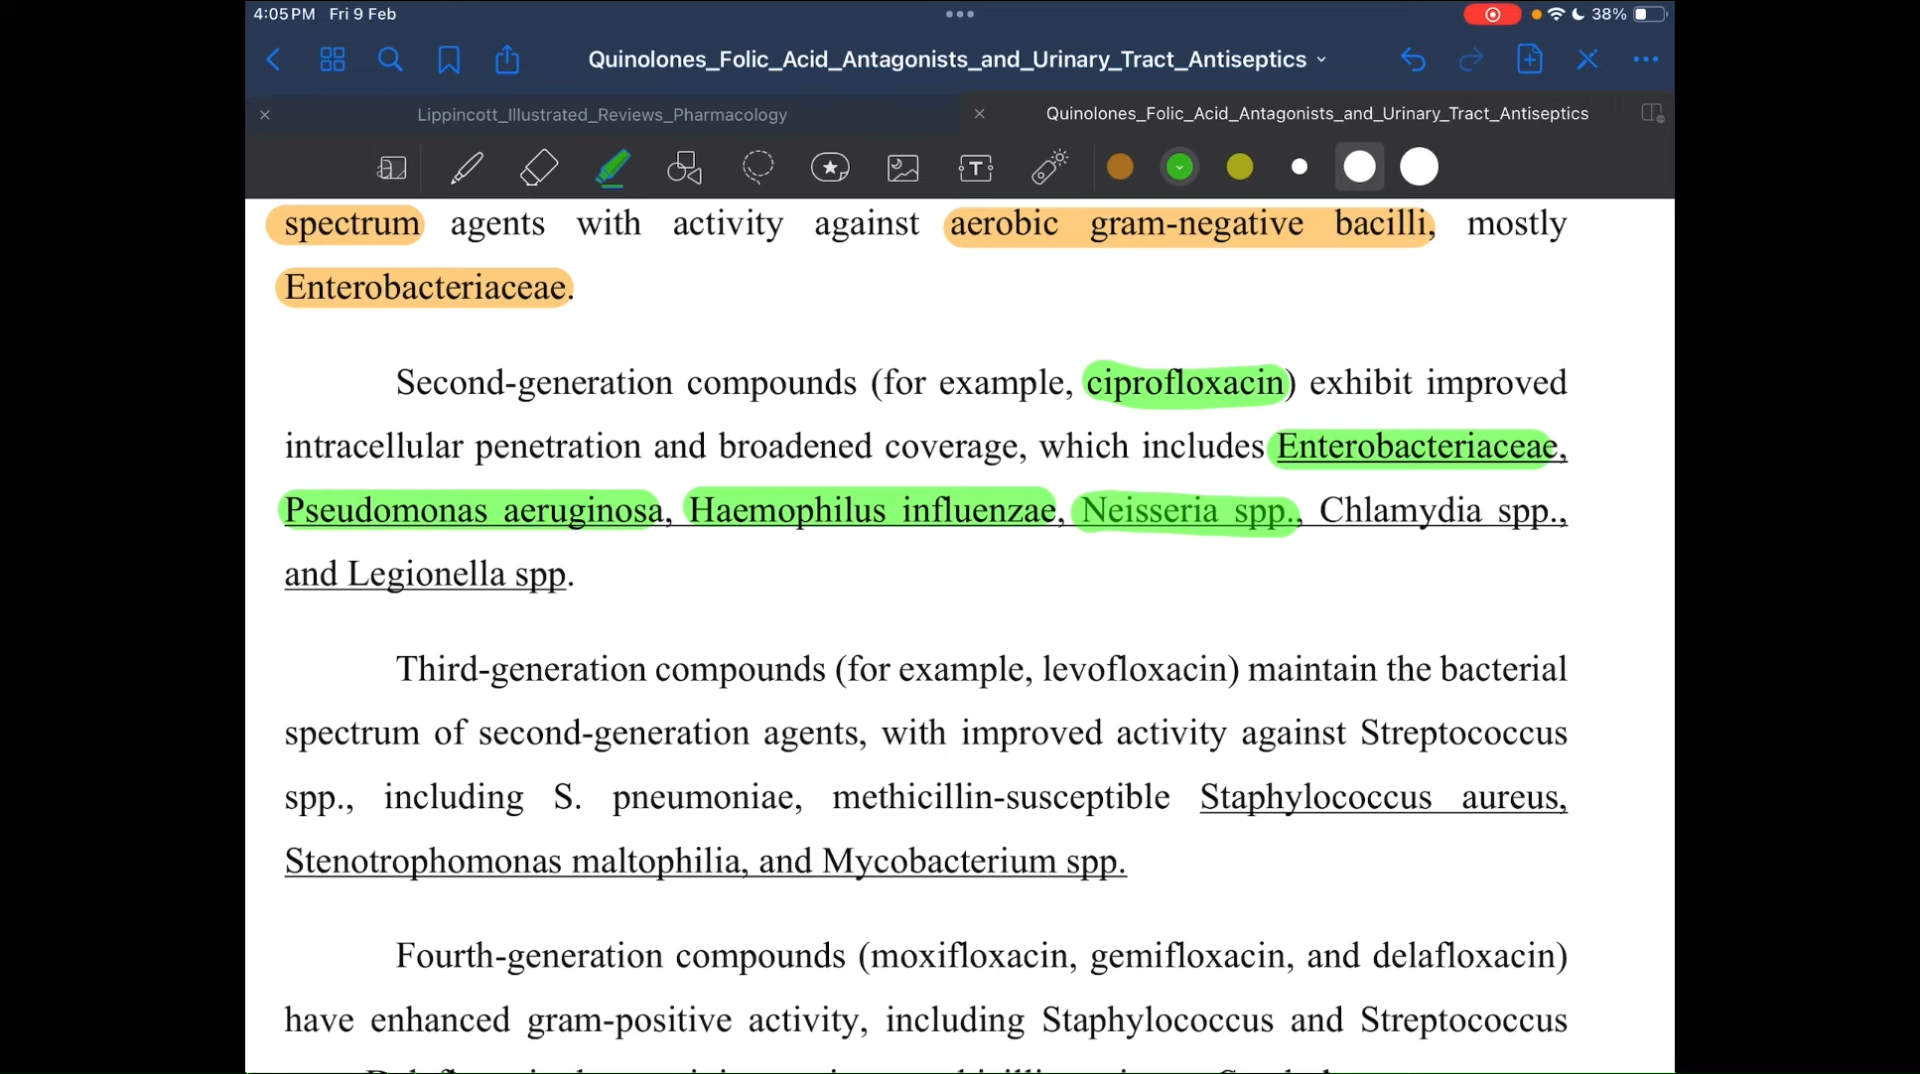 4:05 PM Fri 9 Feb
38%
Quinolones_Folic_Acid_Antagonists_and_Urinary_Tract_Antiseptics
Lippincott_Illustrated_Reviews_Pharmacology
Quinolones_Folic_Acid_Antagonists_and_Urinary_Tract_Antiseptics
spectrum agents with activity against aerobic gram-negative bacilli, mostly
Enterobacteriaceae.
Second-generation compounds (for example, ciprofloxacin) exhibit improved
intracellular penetration and broadened coverage, which includes Enterobacteriaceae,
Pseudomonas aeruginosa, Haemophilus influenzae, Neisseria spp., Chlamydia spp.,
and Legionella spp.
Third-generation compounds (for example, levofloxacin) maintain the bacterial
spectrum of second-generation agents, with improved activity against Streptococcus
spp., including S. pneumoniae, methicillin-susceptible Staphylococcus aureus,
Stenotrophomonas maltophilia, and Mycobacterium spp.
Fourth-generation compounds (moxifloxacin, gemifloxacin, and delafloxacin)
have enhanced gram-positive activity, including Staphylococcus and Streptococcus